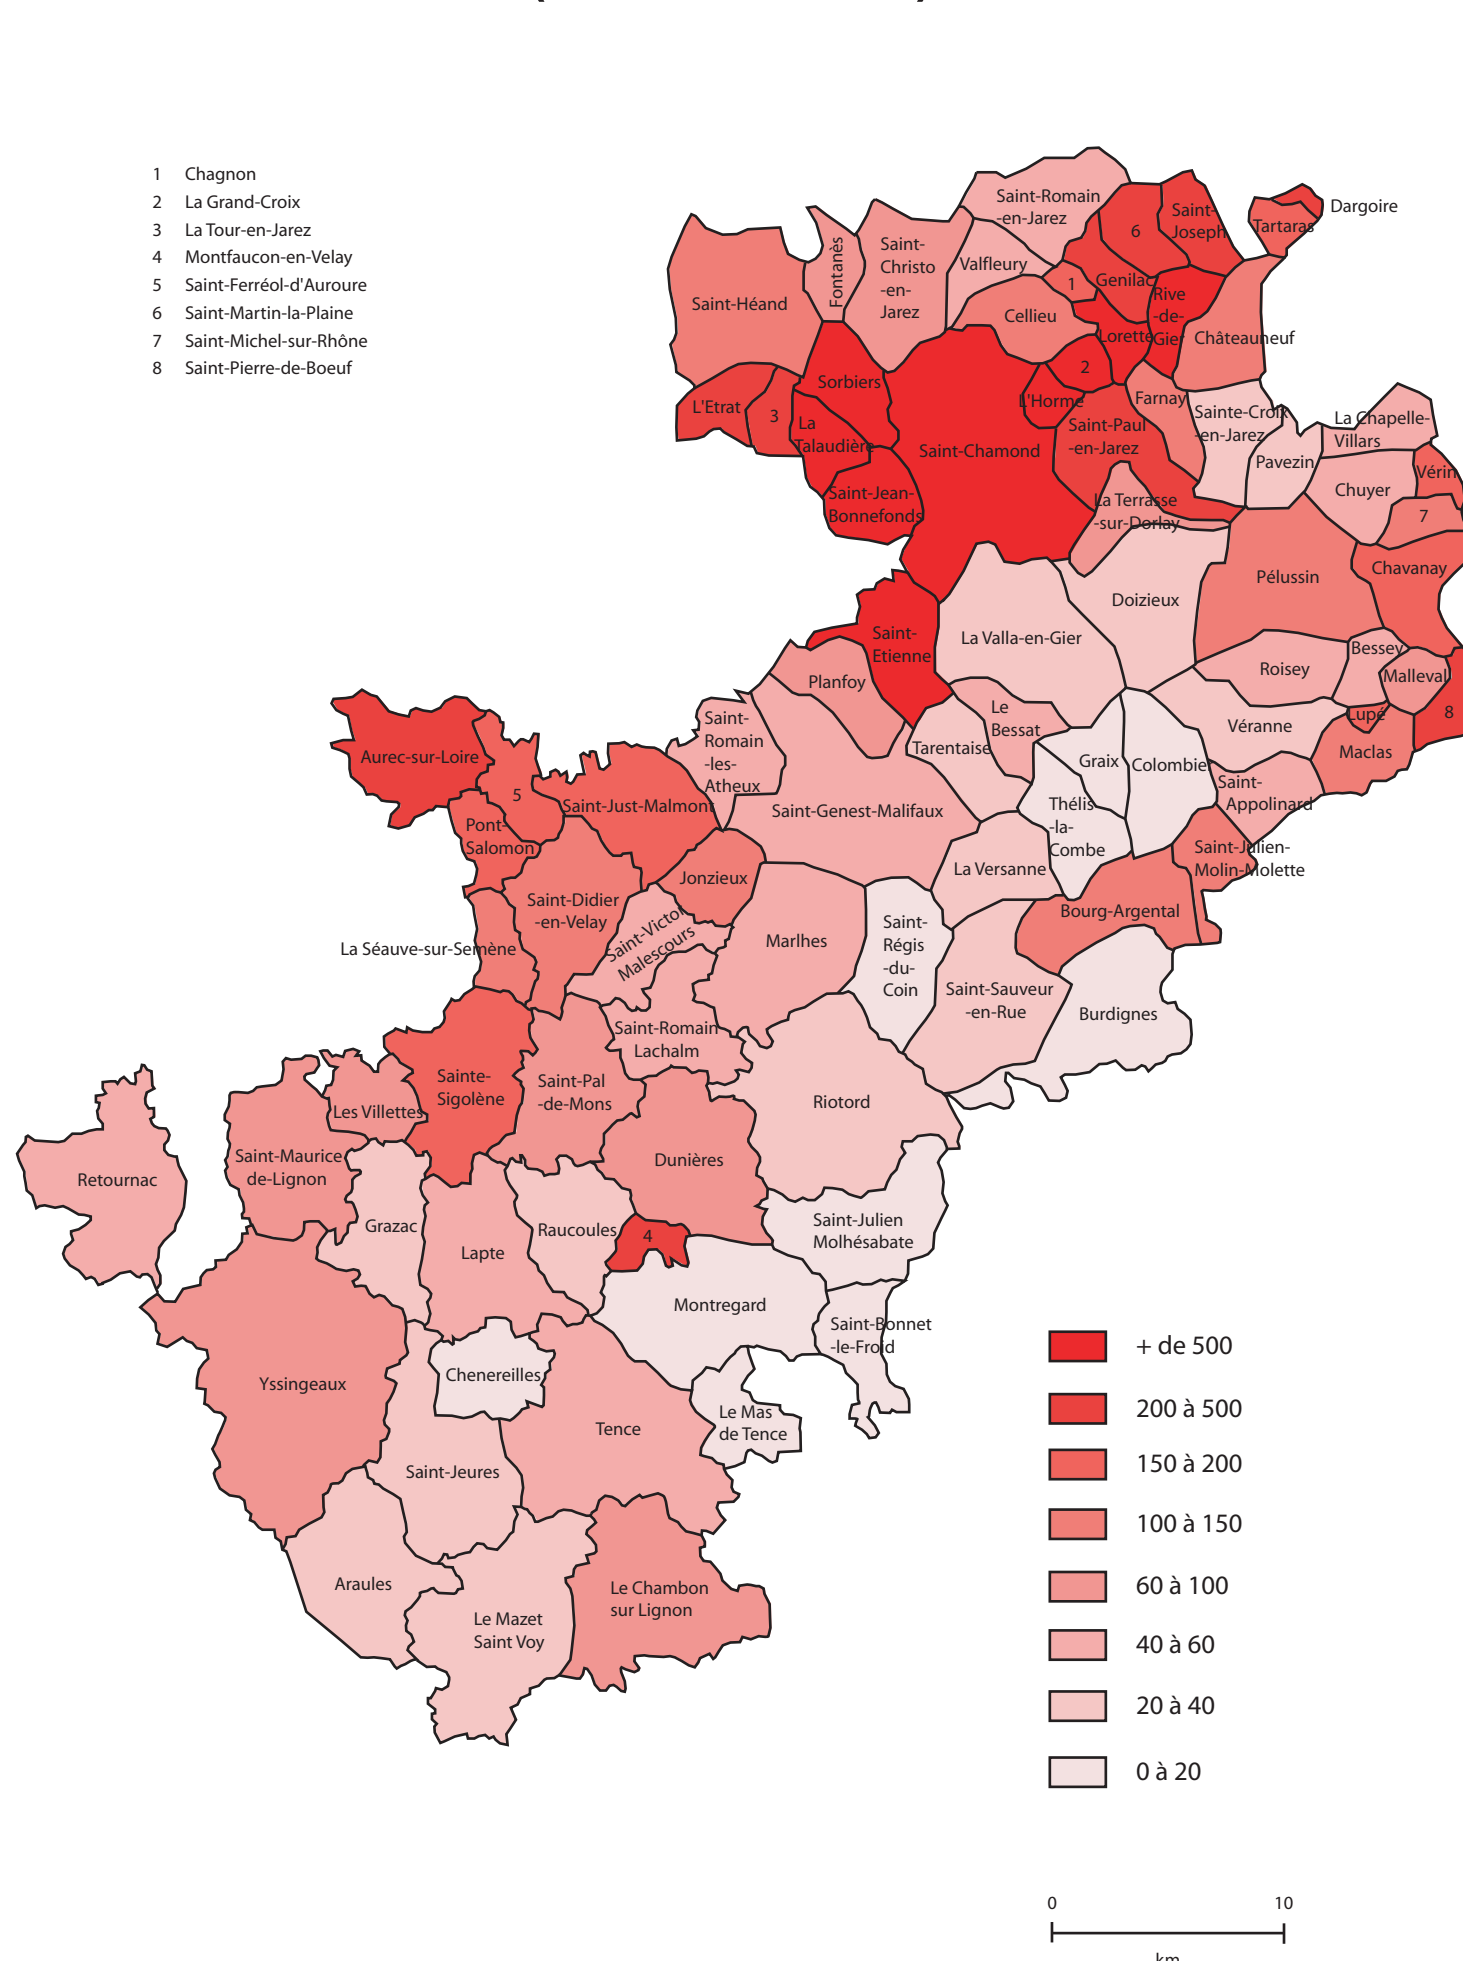 1 Chagnon
2 La Grand-Croix
3 La Tour-en-Jarez
4 Montfaucon-en-Velay
5 Saint-Ferréol-d'Auroure
6 Saint-Martin-la-Plaine
7 Saint-Michel-sur-Rhône
8 Saint-Pierre-de-Boeuf
Saint-Romain
-en-Jarez
6
Saint-
Joseph
Dargoire
Tartaras
Saint-Héand
Fontanès
Saint-
Christo
-en-
Jarez
Valfleury
1
Genilac
Rive
-de-
Gier
Cellieu
Lorette
Châteauneuf
2
Sorbiers
L'Etrat
3
La
Talaudière
L'Horme
Farnay
Sainte-Croix
-en-Jarez
La Chapelle-
Villars
Saint-Paul
-en-Jarez
Saint-Chamond
Pavezin
Vérin
Chuyer
7
Saint-Jean-
Bonnefonds
La Terrasse
-sur-Dorlay
Pélussin
Chavanay
Doizieux
La Valla-en-Gier
Saint-
Etienne
Planfoy
Roisey
Bessey
Malleval
8
Lupé
Maclas
Véranne
Le
Bessat
Tarentaise
Graix
Colombier
Saint-
Appolinard
Saint-
Romain
-les-
Atheux
Aurec-sur-Loire
5
Saint-Just-Malmont
Saint-Genest-Malifaux
Thélis
-la-
Combe
Pont-
Salomon
Saint-Julien-
Molin-Molette
La Versanne
Jonzieux
Saint-Didier
-en-Velay
Bourg-Argental
Saint-Victor
Malescours
Marlhes
Saint-
Régis
-du-
Coin
La Séauve-sur-Semène
Saint-Sauveur
-en-Rue
Burdignes
Saint-Romain
Lachalm
Sainte-
Sigolène
Saint-Pal
-de-Mons
Riotord
Les Villettes
Retournac
Saint-Maurice
de-Lignon
Dunières
Grazac
Lapte
Raucoules
4
Saint-Julien
Molhésabate
Montregard
Saint-Bonnet
-le-Froid
Yssingeaux
Chenereilles
Le Mas
de Tence
Tence
Saint-Jeures
Araules
Le Mazet
Saint Voy
Le Chambon
sur Lignon
+ de 500
200 à 500
150 à 200
100 à 150
60 à 100
40 à 60
20 à 40
0 à 20
0 10
km